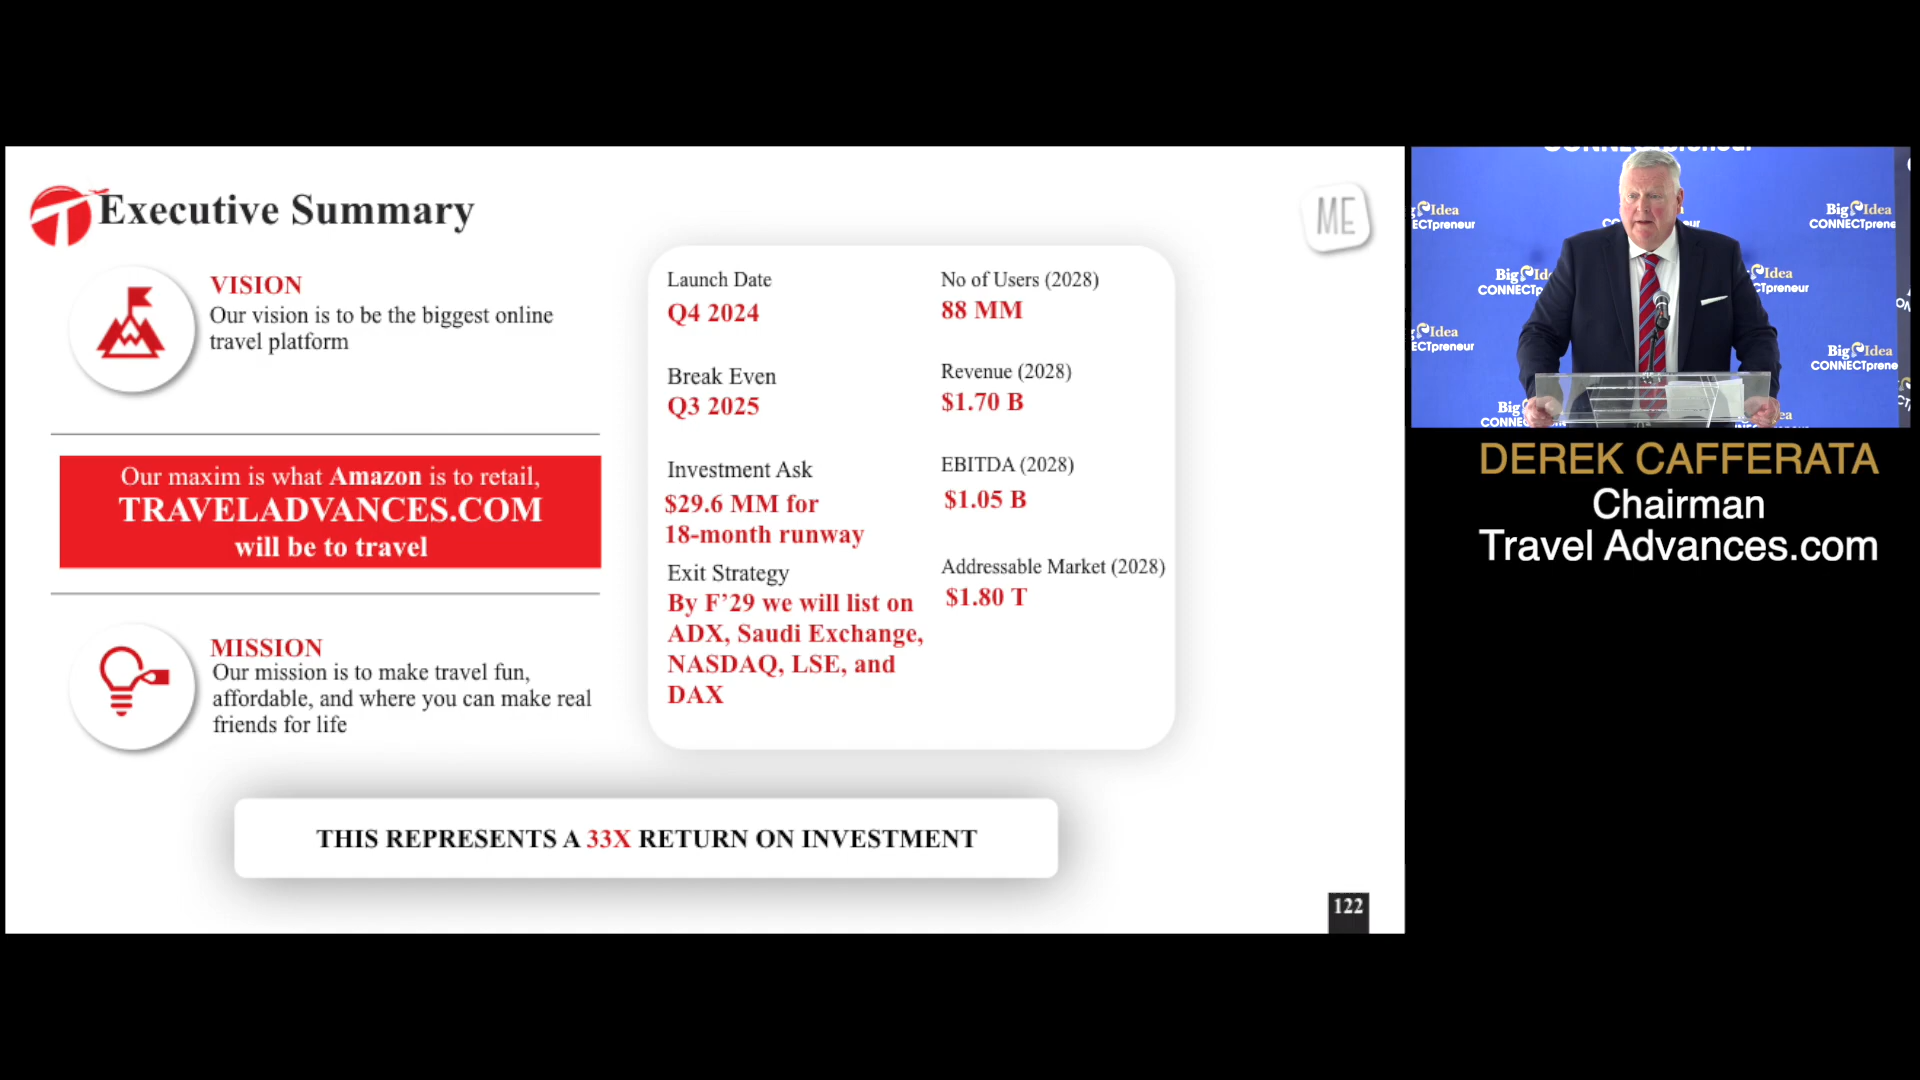 Executive Summary
ME
VISION
Our vision is to be the biggest online
travel platform
Our maxim is what Amazon is to retail,
TRAVELADVANCES.COM
will be to travel
MISSION
Our mission is to make travel fun,
affordable, and where you can make real
friends for life
Launch Date
Q4 2024
Break Even
Q3 2025
Investment Ask
$29.6 MM for
18-month runway
Exit Strategy
By F’29 we will list on
ADX, Saudi Exchange,
NASDAQ, LSE, and
DAX
No of Users (2028)
88 MM
Revenue (2028)
$1.70 B
EBITDA (2028)
$1.05 B
Addressable Market (2028)
$1.80 T
THIS REPRESENTS A 33X RETURN ON INVESTMENT
122
Big Idea
CONNECTpreneur
DEREK CAFFERATA
Chairman
Travel Advances.com